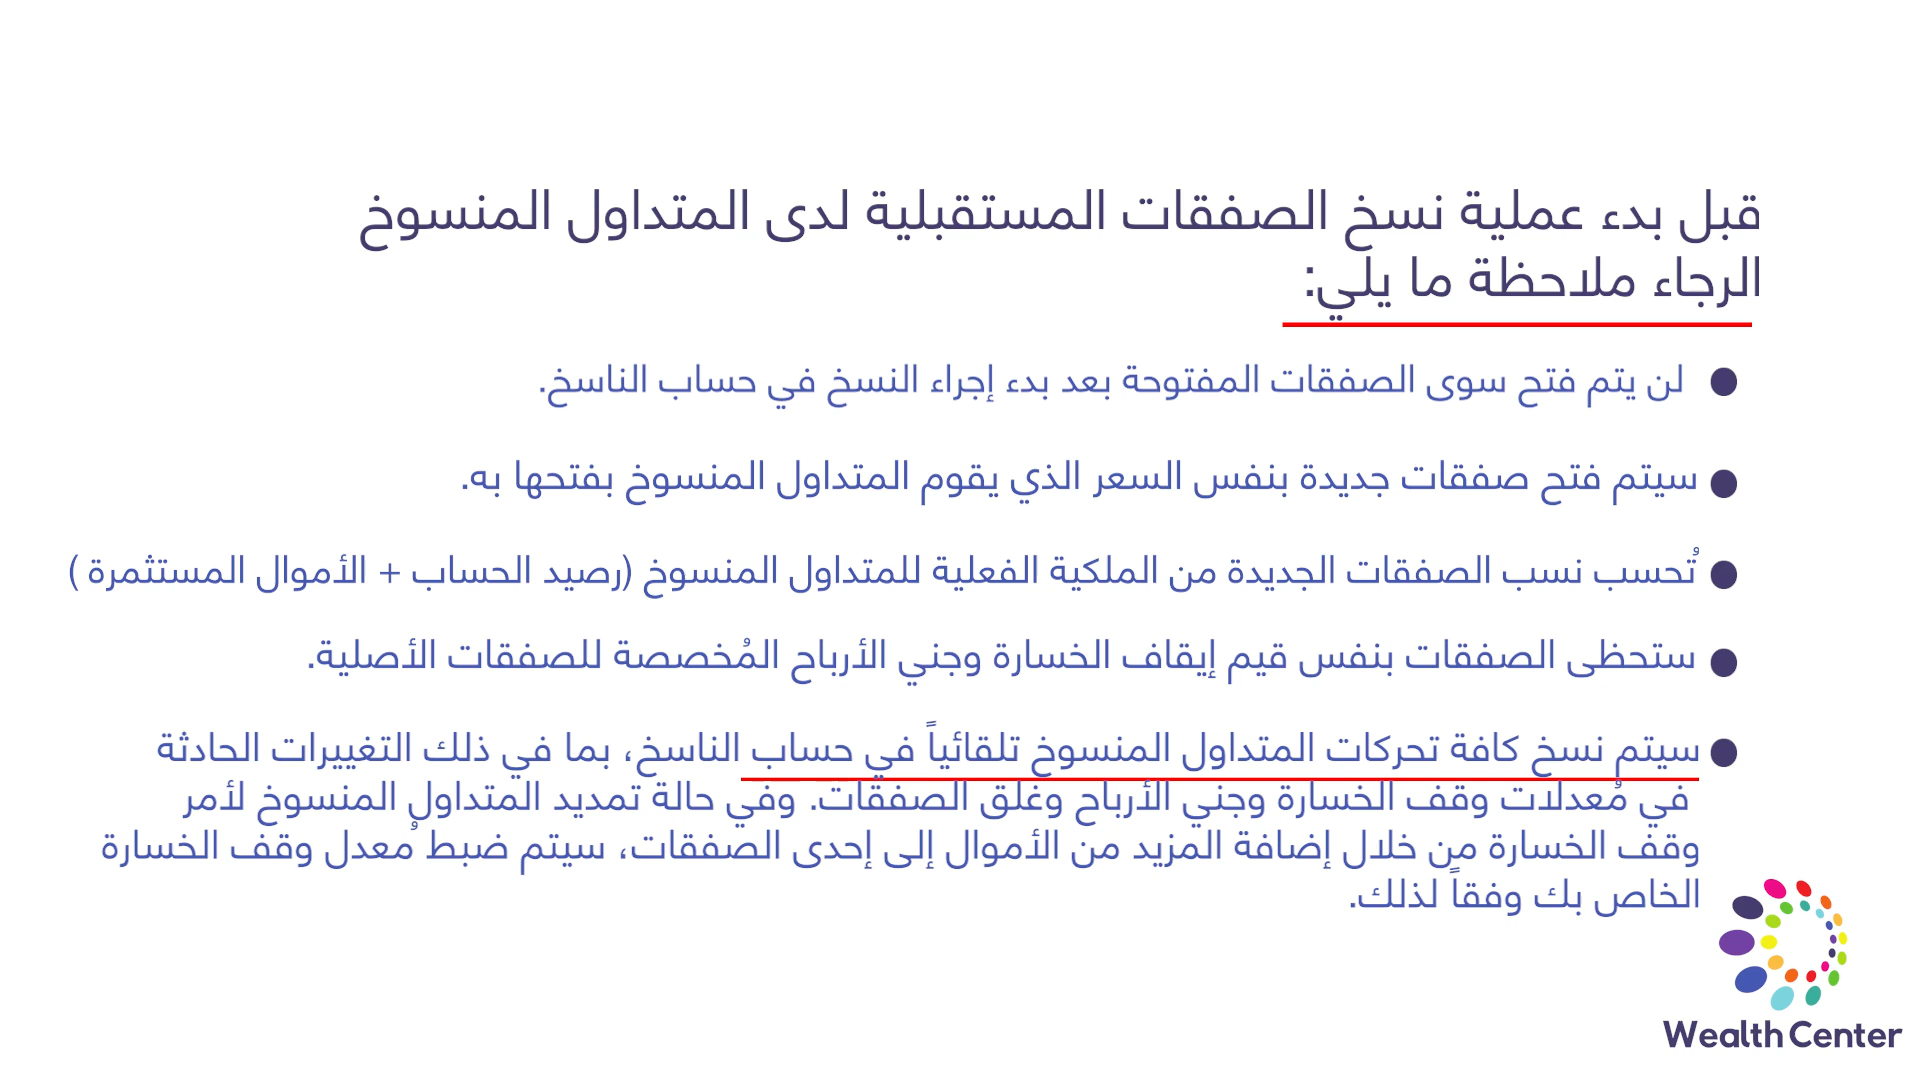 قبل بدء عملية نسخ الصفقات المستقبلية لدى المتداول المنسوخ
الرجاء ملاحظة ما يلي:
● لن يتم فتح سوى الصفقات المفتوحة بعد بدء إجراء النسخ في حساب الناسخ.
● سيتم فتح صفقات جديدة بنفس السعر الذي يقوم المتداول المنسوخ بفتحها به.
● تُحسب نسب الصفقات الجديدة من الملكية الفعلية للمتداول المنسوخ (رصيد الحساب + الأموال المستثمرة )
● ستحظى الصفقات بنفس قيم إيقاف الخسارة وجني الأرباح المُخصصة للصفقات الأصلية.
● سيتم نسخ كافة تحركات المتداول المنسوخ تلقائياً في حساب الناسخ، بما في ذلك التغييرات الحادثة
في مُعدلات وقف الخسارة وجني الأرباح وغلق الصفقات. وفي حالة تمديد المتداول المنسوخ لأمر
وقف الخسارة من خلال إضافة المزيد من الأموال إلى إحدى الصفقات، سيتم ضبط مُعدل وقف الخسارة
الخاص بك وفقاً لذلك.
Wealth Center